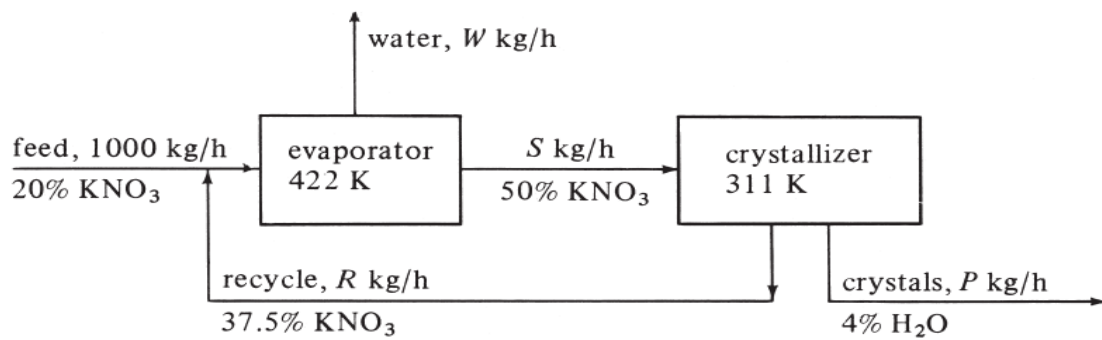 water, W kg/h
feed, 1000 kg/h
20% KNO₃
evaporator
422 K
S kg/h
50% KNO₃
crystallizer
311 K
recycle, R kg/h
37.5% KNO₃
crystals, P kg/h
4% H₂O